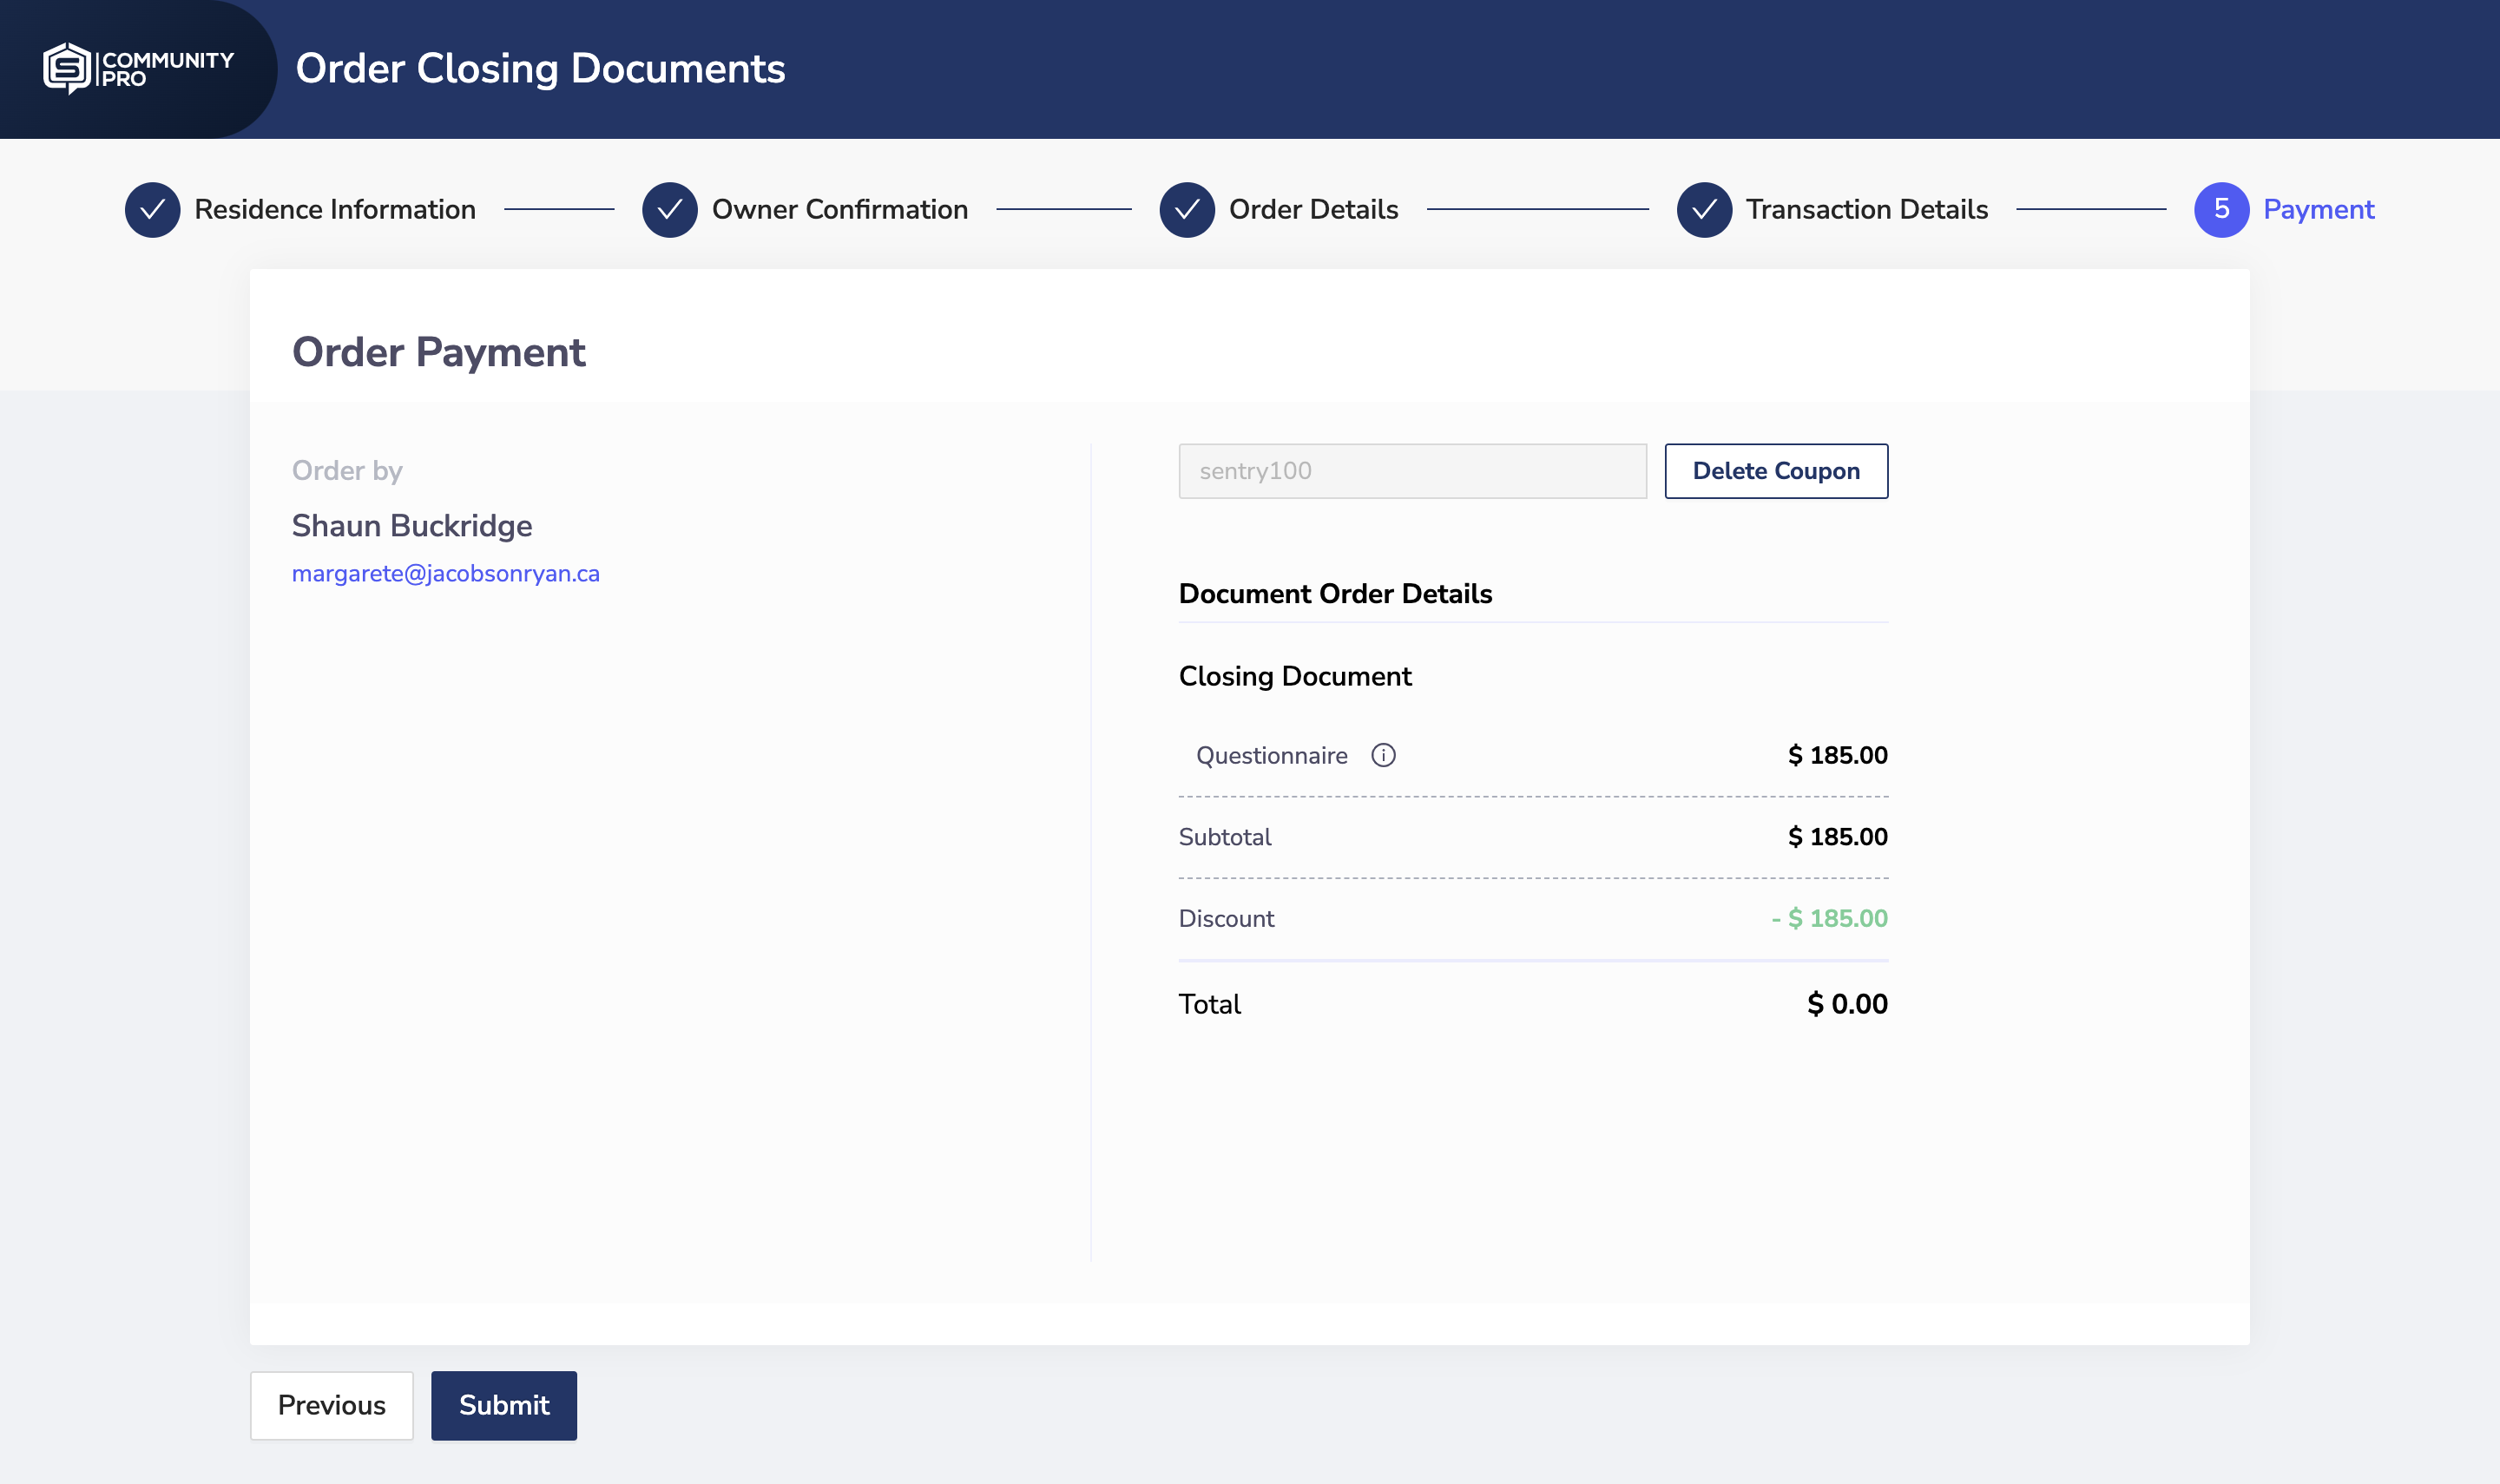 COMMUNITY
PRO
Order Closing Documents
Residence Information
Owner Confirmation
Order Details
Transaction Details
5
Payment
Order Payment
Order by
Shaun Buckridge
margarete@jacobsonryan.ca
sentry100
Delete Coupon
Document Order Details
Closing Document
Questionnaire $ 185.00
Subtotal $ 185.00
Discount - $ 185.00
Total $ 0.00
Previous
Submit